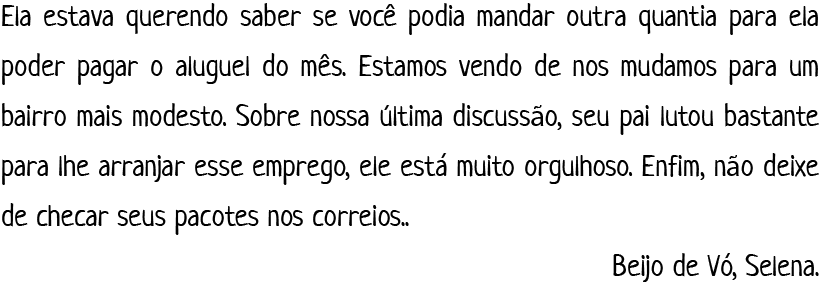 Ela estava querendo saber se você podia mandar outra quantia para ela
poder pagar o aluguel do mês. Estamos vendo de nos mudamos para um
bairro mais modesto. Sobre nossa última discussão, seu pai lutou bastante
para lhe arranjar esse emprego, ele está muito orgulhoso. Enfim, não deixe
de checar seus pacotes nos correios..
Beijo de Vó, Selena.